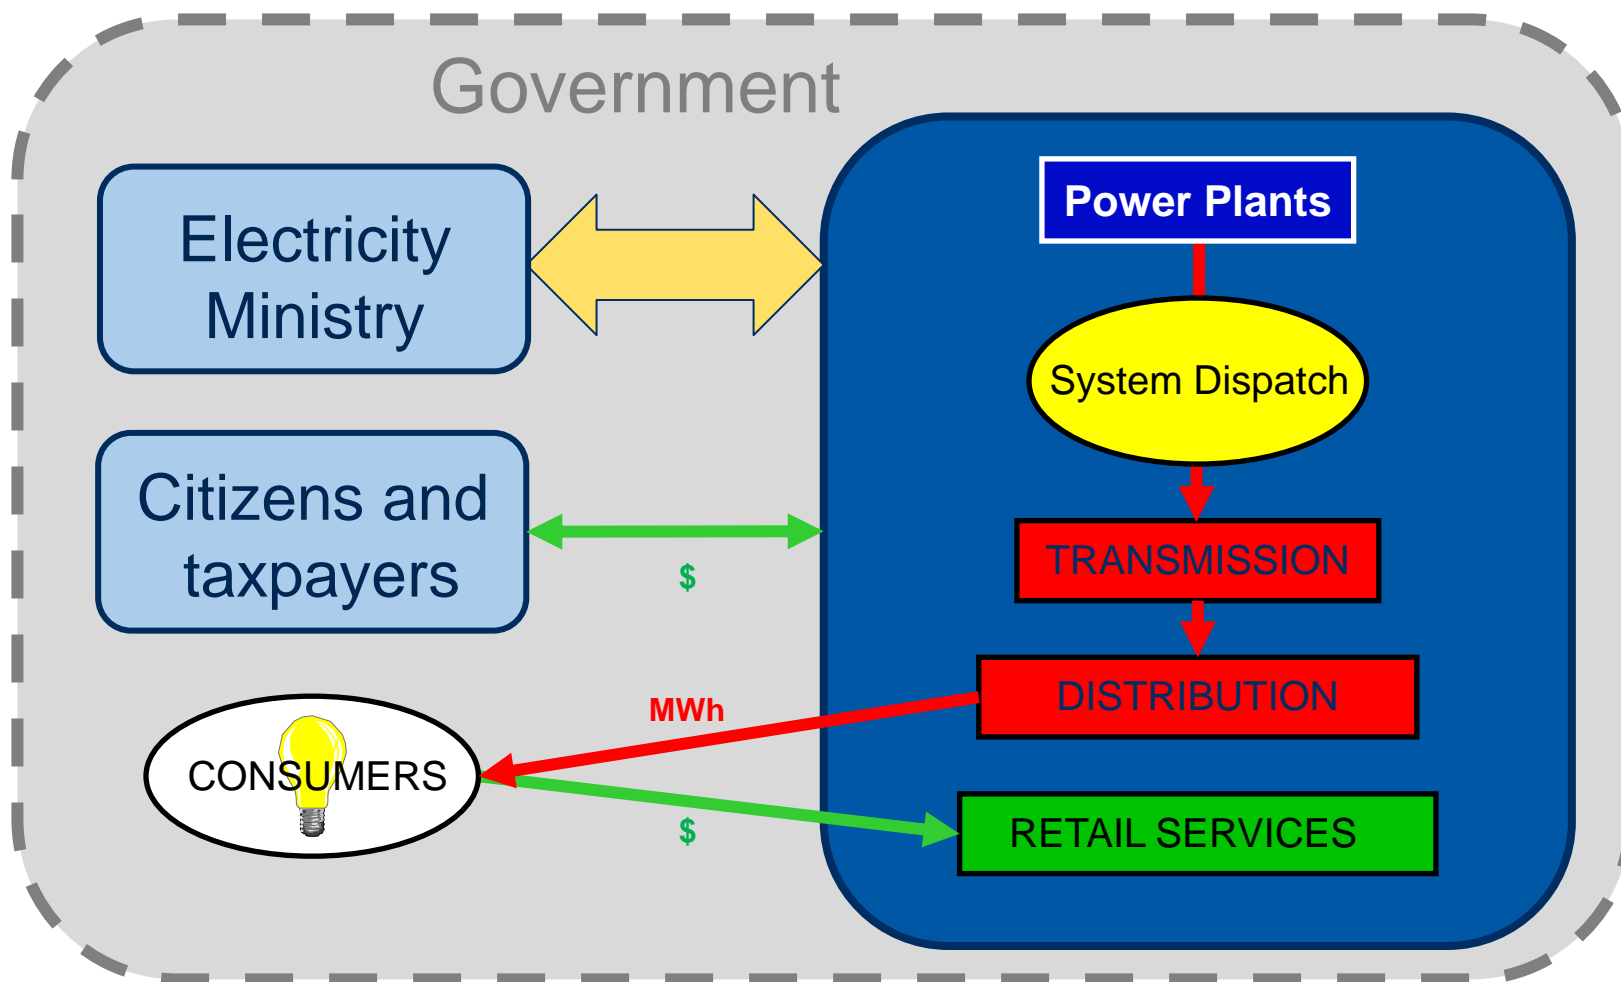 Government
Electricity
Ministry
Power Plants
System Dispatch
Citizens and
taxpayers
$
TRANSMISSION
MWh
DISTRIBUTION
CONSUMERS
$
RETAIL SERVICES